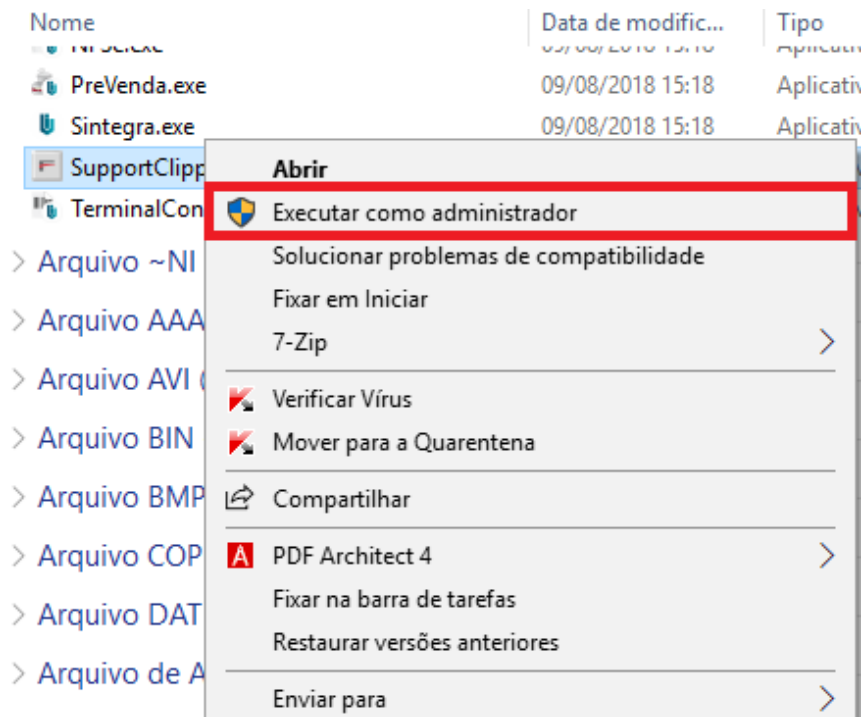 Nome Data de modific... Tipo
PreVenda.exe 09/08/2018 15:18 Aplicativ
Sintegra.exe 09/08/2018 15:18 Aplicativ
SupportClipp
Abrir
TerminalCon
Executar como administrador
Solucionar problemas de compatibilidade
Fixar em Iniciar
7-Zip
Verificar Vírus
Mover para a Quarentena
Compartilhar
PDF Architect 4
Fixar na barra de tarefas
Restaurar versões anteriores
Enviar para
Arquivo ~NI
Arquivo AAA
Arquivo AVI (
Arquivo BIN
Arquivo BMP
Arquivo COP
Arquivo DAT
Arquivo de A